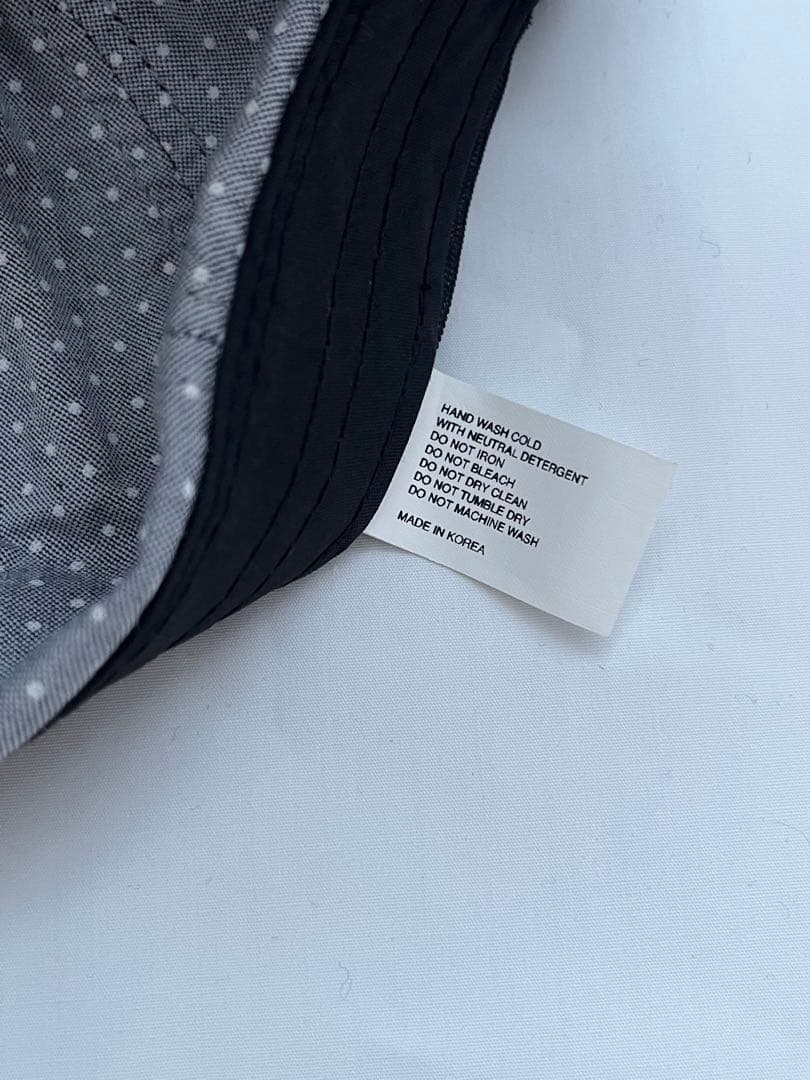 HAND WASH COLD
WITH NEUTRAL DETERGENT
DO NOT IRON
DO NOT BLEACH
DO NOT DRY CLEAN
DO NOT TUMBLE DRY
DO NOT MACHINE WASH
MADE IN KOREA